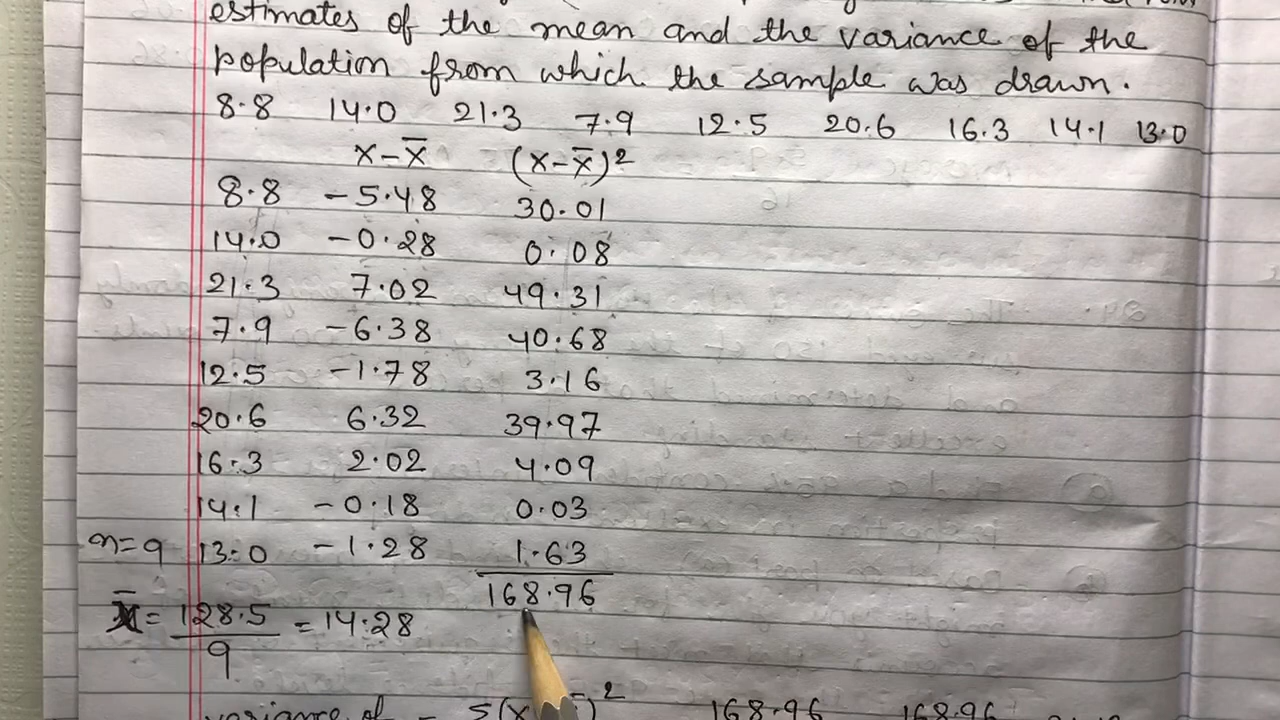 estimates of the mean and the variance of the
population from which the sample was drawn.
8.8 14.0 21.3 7.9 12.5 20.6 16.3 14.1 13.0
x-x̄ (x-x̄)²
8.8 -5.48 30.01
14.0 -0.28 0.08
21.3 7.02 49.31
7.9 -6.38 40.68
12.5 -1.78 3.16
20.6 6.32 39.97
16.3 2.02 4.09
14.1 -0.18 0.03
n=9 13.0 -1.28 1.63
168.96
x̄ = 128.5/9 = 14.28
variance of = 168.96 168.96